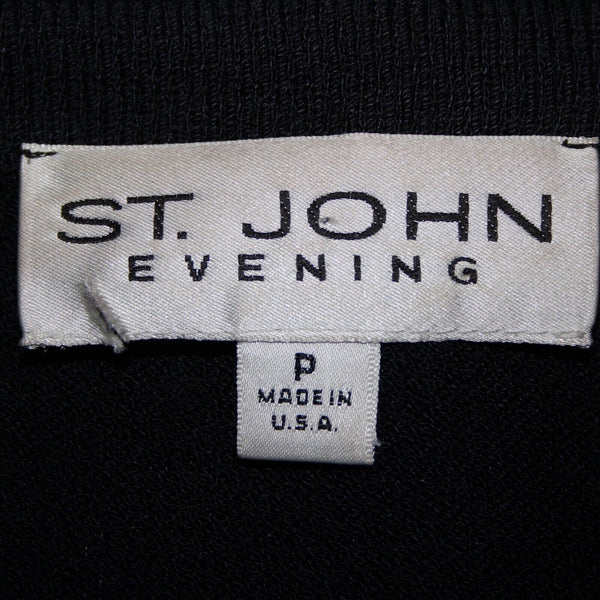 ST. JOHN
EVENING
P
MADE IN
U.S.A.